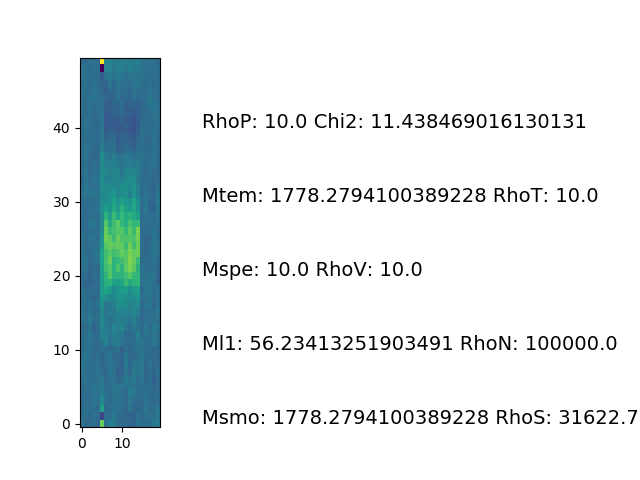 40
RhoP: 10.0 Chi2: 11.438469016130131
30
Mtem: 1778.2794100389228 RhoT: 10.0
20
Mspe: 10.0 RhoV: 10.0
10
Ml1: 56.23413251903491 RhoN: 100000.0
0
Msmo: 1778.2794100389228 RhoS: 31622.7
0 10